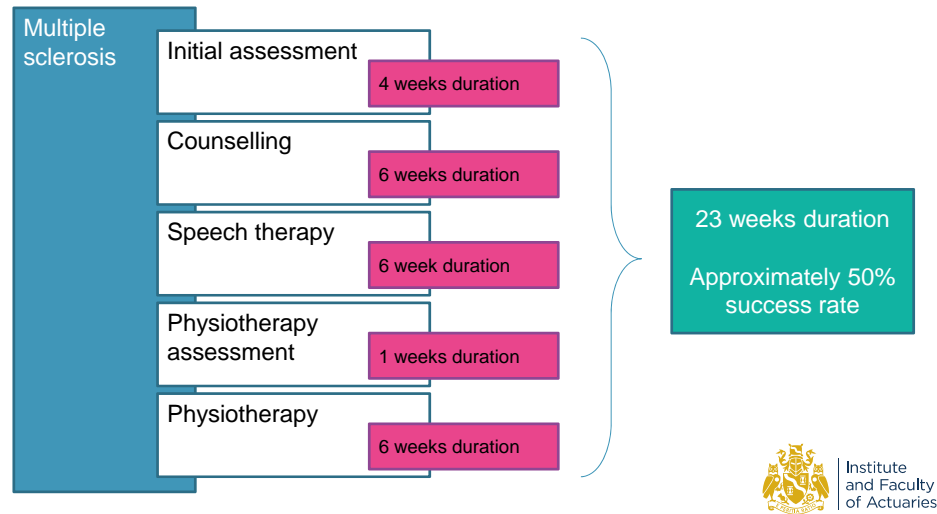 Multiple
sclerosis
Initial assessment
4 weeks duration
Counselling
6 weeks duration
Speech therapy
6 week duration
Physiotherapy
assessment
1 weeks duration
Physiotherapy
6 weeks duration
23 weeks duration
Approximately 50%
success rate
Institute
and Faculty
of Actuaries